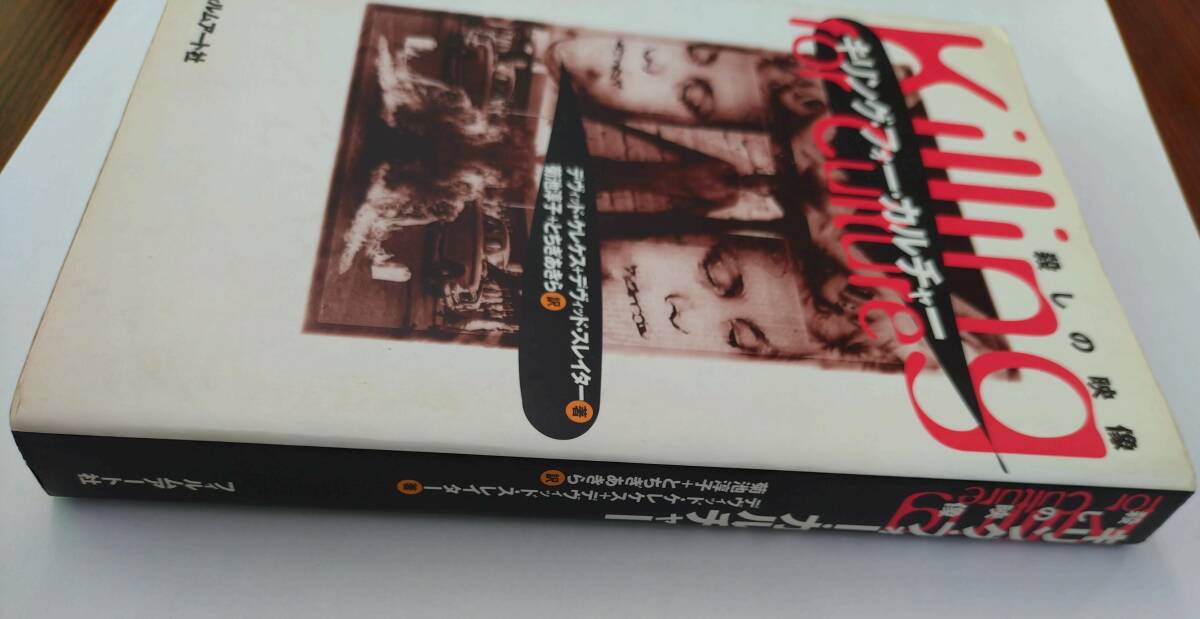 Killing
for Culture
キリング・フォー・カルチャー
殺しの映像
デヴィッド・ケレケス+デヴィッド・スレイター 著
菊池淳子+とちぎあきら 訳
ルムアート社
for Culture
殺しの映像
キリング・フォー・カルチャー
デヴィッド・ケレケス+デヴィッド・スレイター 著
菊池淳子+とちぎあきら 訳
フィルムアート社